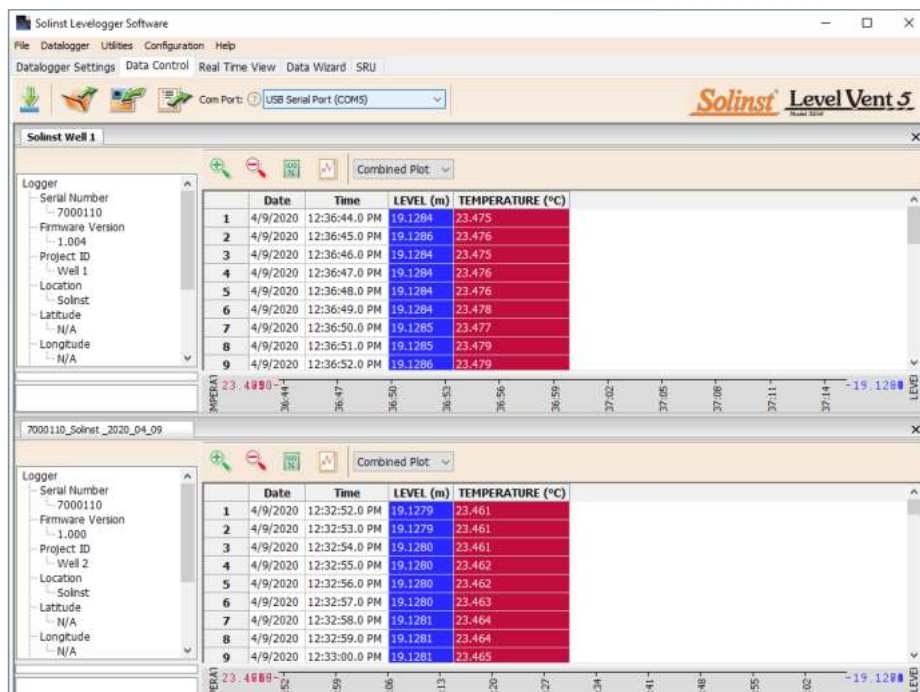 Solinst Levelogger Software
File Datalogger Utilities Configuration Help
Datalogger Settings Data Control Real Time View Data Wizard SRU
Com Port: ? USB Serial Port (COM5)
Solinst LevelVent 5
Solinst Well 1
Combined Plot
Logger
Serial Number
7000110
Firmware Version
1.004
Project ID
Well 1
Location
Solinst
Latitude
N/A
Longitude
N/A
Date Time LEVEL (m) TEMPERATURE (°C)
1 4/9/2020 12:36:44.0 PM 19.1284 23.475
2 4/9/2020 12:36:45.0 PM 19.1286 23.476
3 4/9/2020 12:36:46.0 PM 19.1284 23.475
4 4/9/2020 12:36:47.0 PM 19.1284 23.476
5 4/9/2020 12:36:48.0 PM 19.1284 23.476
6 4/9/2020 12:36:49.0 PM 19.1284 23.478
7 4/9/2020 12:36:50.0 PM 19.1285 23.477
8 4/9/2020 12:36:51.0 PM 19.1285 23.479
9 4/9/2020 12:36:52.0 PM 19.1286 23.479
36:44 36:47 36:50 36:53 36:56 36:59 37:02 37:05 37:08 37:11 37:14
LEVEL
7000110_Solinst _2020_04_09
Combined Plot
Logger
Serial Number
7000110
Firmware Version
1.000
Project ID
Well 2
Location
Solinst
Latitude
N/A
Longitude
N/A
Date Time LEVEL (m) TEMPERATURE (°C)
1 4/9/2020 12:32:52.0 PM 19.1279 23.461
2 4/9/2020 12:32:53.0 PM 19.1279 23.461
3 4/9/2020 12:32:54.0 PM 19.1280 23.461
4 4/9/2020 12:32:55.0 PM 19.1280 23.462
5 4/9/2020 12:32:56.0 PM 19.1280 23.462
6 4/9/2020 12:32:57.0 PM 19.1280 23.463
7 4/9/2020 12:32:58.0 PM 19.1281 23.464
8 4/9/2020 12:32:59.0 PM 19.1281 23.464
9 4/9/2020 12:33:00.0 PM 19.1281 23.465
:52 :59 :06 :13 :20 :27 :34 :41 :48 :55 :02